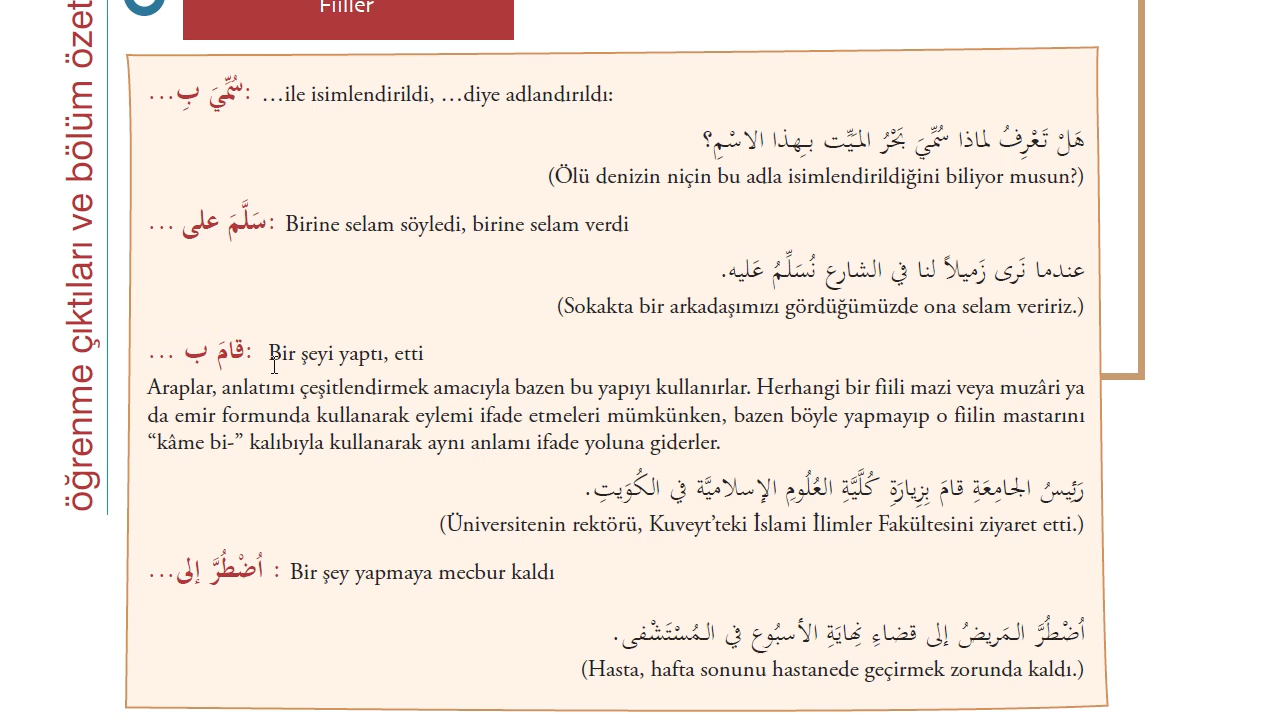 Fiiller
öğrenme çıktıları ve bölüm özet
سُمِّيَ بِ... : …ile isimlendirildi, …diye adlandırıldı:
هَلْ تَعْرِفُ لماذا سُمِّيَ بَحْرُ الميِّت بـِهذا الاسْمِ؟
(Ölü denizin niçin bu adla isimlendirildiğini biliyor musun?)
سَلَّمَ على ... : Birine selam söyledi, birine selam verdi
عندما نَرى زَميلاً لنا في الشارع نُسَلِّمُ عَليه.
(Sokakta bir arkadaşımızı gördüğümüzde ona selam veririz.)
قامَ ب ... : Bir şeyi yaptı, etti
Araplar, anlatımı çeşitlendirmek amacıyla bazen bu yapıyı kullanırlar. Herhangi bir fiili mazi veya muzâri ya
da emir formunda kullanarak eylemi ifade etmeleri mümkünken, bazen böyle yapmayıp o fiilin mastarını
“kâme bi-” kalıbıyla kullanarak aynı anlamı ifade yoluna giderler.
رَئِيسُ الجامِعَةِ قامَ بِزِيارَةِ كُلَّيَّةِ العُلُومِ الإسلاميَّة في الكُوَيتِ.
(Üniversitenin rektörü, Kuveyt’teki İslami İlimler Fakültesini ziyaret etti.)
اُضْطُرَّ إلى... : Bir şey yapmaya mecbur kaldı
اُضْطُرَّ الـمَريضُ إلى قضاءِ نِهايَةِ الأسبُوع في الـمُسْتَشْفى.
(Hasta, hafta sonunu hastanede geçirmek zorunda kaldı.)